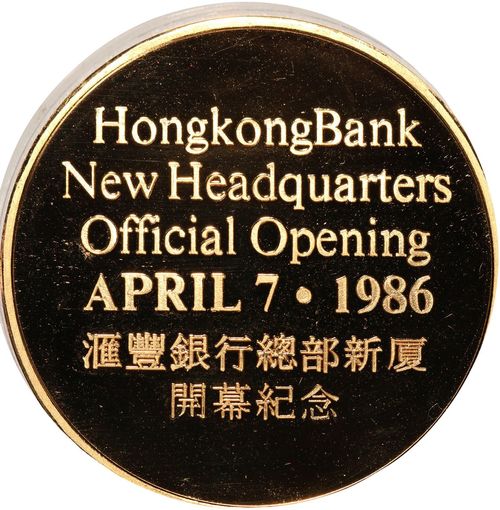 HongkongBank
New Headquarters
Official Opening
APRIL 7 • 1986
滙豐銀行總部新厦
開幕紀念